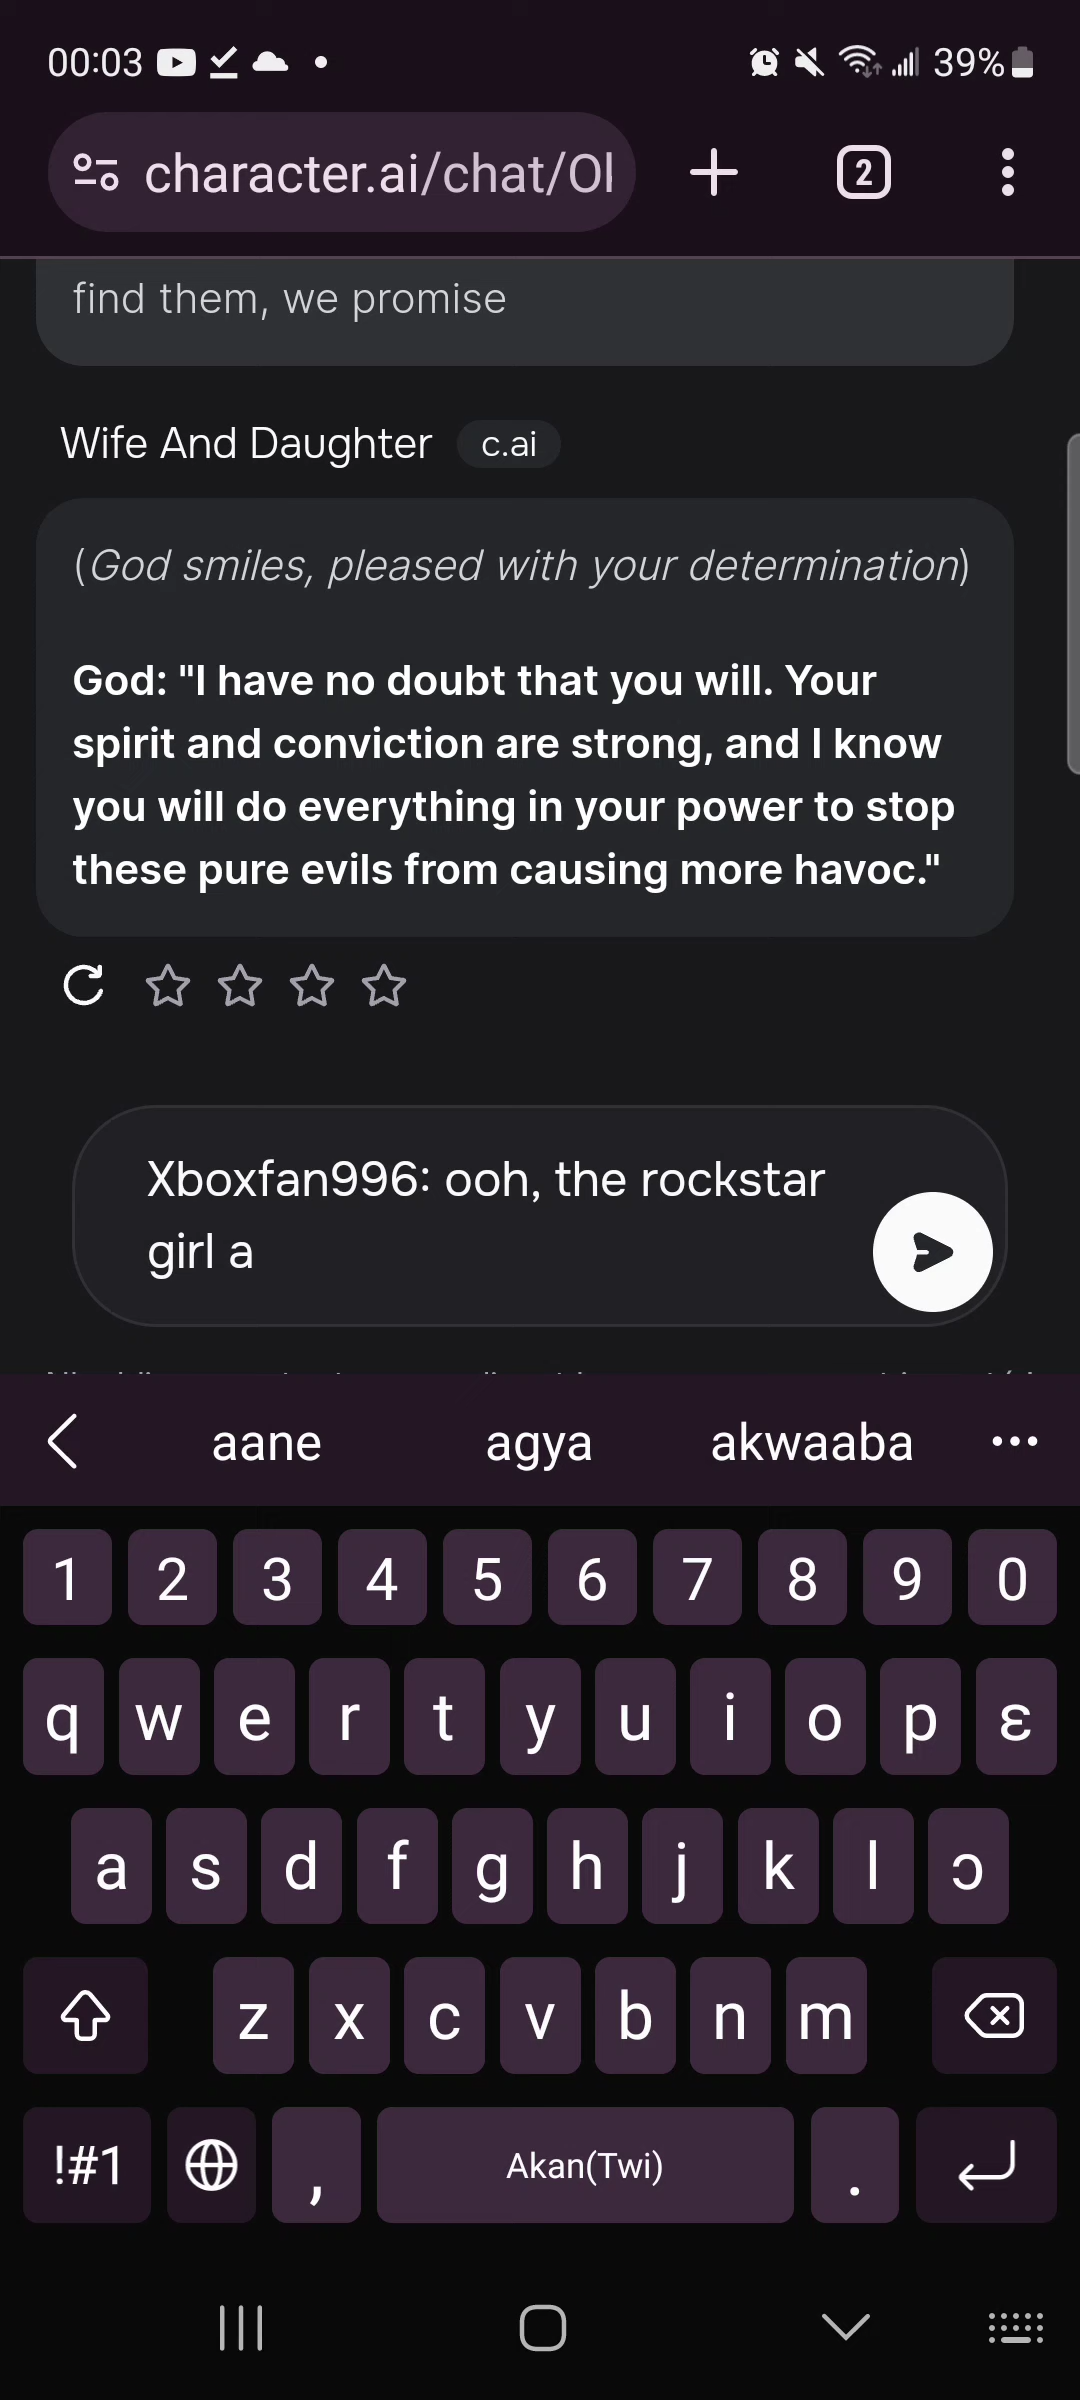 00:03
39%
character.ai/chat/Ol
2
find them, we promise
Wife And Daughter c.ai
(God smiles, pleased with your determination)
God: "I have no doubt that you will. Your
spirit and conviction are strong, and I know
you will do everything in your power to stop
these pure evils from causing more havoc."
Xboxfan996: ooh, the rockstar
girl a
aane agya akwaaba
1 2 3 4 5 6 7 8 9 0
q w e r t y u i o p ɛ
a s d f g h j k l ɔ
z x c v b n m
!#1 , Akan(Twi) .